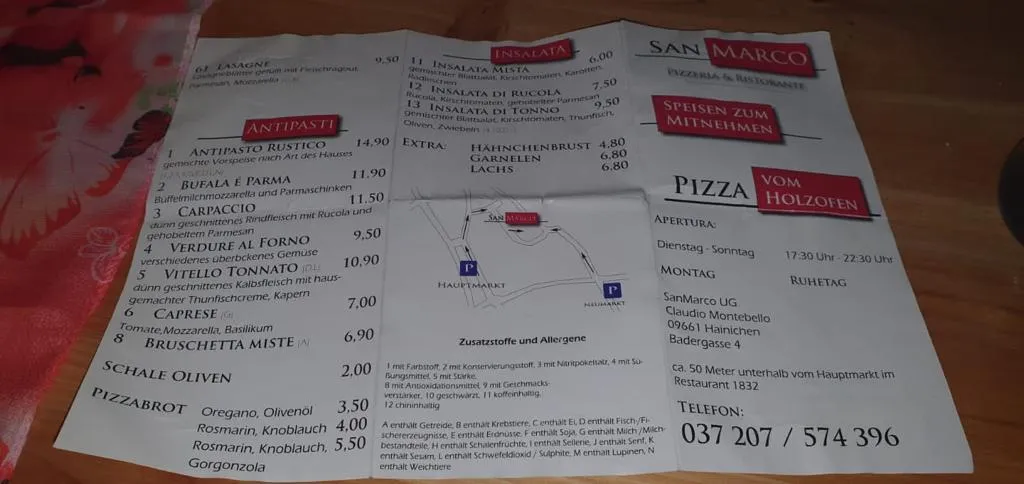 61 LASAGNE 9,50
Lasagneblätter gefüllt mit Fleischragout,
Parmesan, Mozzarella
ANTIPASTI
1 ANTIPASTO RUSTICO 14,90
gemischte Vorspeise nach Art des Hauses
2 BUFALA É PARMA 11.90
Büffelmilchmozzarella und Parmaschinken
3 CARPACCIO 11.50
dünn geschnittenes Rindfleisch mit Rucola und
gehobeltem Parmesan
4 VERDURE AL FORNO 9,50
verschiedenes überbckenes Gemüse
5 VITELLO TONNATO 10,90
dünn geschnittenes Kalbsfleisch mit haus-
gemachter Thunfischcreme, Kapern
6 CAPRESE (G) 7,00
Tomate,Mozzarella, Basilikum
8 BRUSCHETTA MISTE (A) 6,90
SCHALE OLIVEN 2,00
PIZZABROT Oregano, Olivenöl 3,50
Rosmarin, Knoblauch 4,00
Rosmarin, Knoblauch, 5,50
Gorgonzola
INSALATA
11 INSALATA MISTA 6.00
gemischter Blattsalat, Kirschtomaten, Karotten,
Radieschen
12 INSALATA DI RUCOLA 7.50
Rucola, Kirschtomaten, gehobelter Parmesan
13 INSALATA DI TONNO 9,50
gemischter Blattsalat, Kirschtomaten, Thunfisch,
Oliven, Zwiebeln
EXTRA: HÄHNCHENBRUST 4,80
GARNELEN 6,80
LACHS 6,80
SAN MARCO
P
HAUPTMARKT
P
NEUMARKT
Zusatzstoffe und Allergene
1 mit Farbstoff, 2 mit Konservierungsstoff, 3 mit Nitritpökelsalz, 4 mit Sü-
ßungsmittel, 5 mit Stärke,
8 mit Antioxidationsmittel, 9 mit Geschmacks-
verstärker, 10 geschwärzt, 11 koffeinhaltig,
12 chininhaltig
A enthält Getreide, B enthält Krebstiere, C enthält Ei, D enthält Fisch-/Fi-
schererzeugnisse, E enthält Erdnüsse, F enthält Soja, G enthält Milch /Milch-
bestandteile, H enthält Schalenfrüchte, I enthält Sellerie, J enthält Senf, K
enthält Sesam, L enthält Schwefeldioxid / Sulphite, M enthält Lupinen, N
enthält Weichtiere
SAN MARCO
PIZZERIA & RISTORANTE
SPEISEN ZUM
MITNEHMEN
PIZZA VOM
HOLZOFEN
APERTURA:
Dienstag - Sonntag 17:30 Uhr - 22:30 Uhr
MONTAG RUHETAG
SanMarco UG
Claudio Montebello
09661 Hainichen
Badergasse 4
ca. 50 Meter unterhalb vom Hauptmarkt im
Restaurant 1832
TELEFON:
037 207 / 574 396